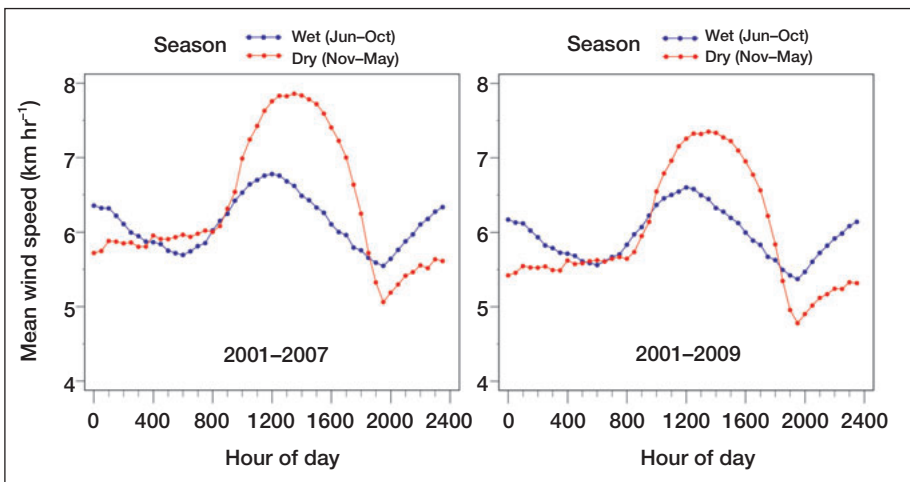 Season
Wet (Jun–Oct)
Dry (Nov–May)
Season
Wet (Jun–Oct)
Dry (Nov–May)
Mean wind speed (km hr⁻¹)
8
7
6
5
4
8
7
6
5
4
2001–2007
2001–2009
0 400 800 1200 1600 2000 2400
0 400 800 1200 1600 2000 2400
Hour of day
Hour of day